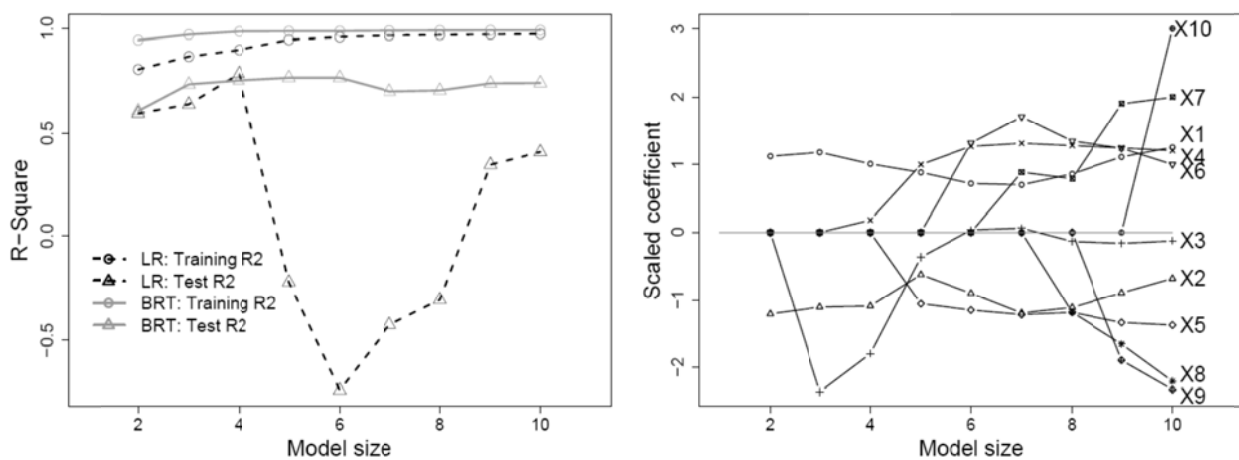 R-Square
1.0
0.5
0.0
-0.5
LR: Training R2
LR: Test R2
BRT: Training R2
BRT: Test R2
2 4 6 8 10
Model size
Scaled coefficient
3
2
1
0
-1
-2
X10
X7
X1
X4
X6
X3
X2
X5
X8
X9
2 4 6 8 10
Model size